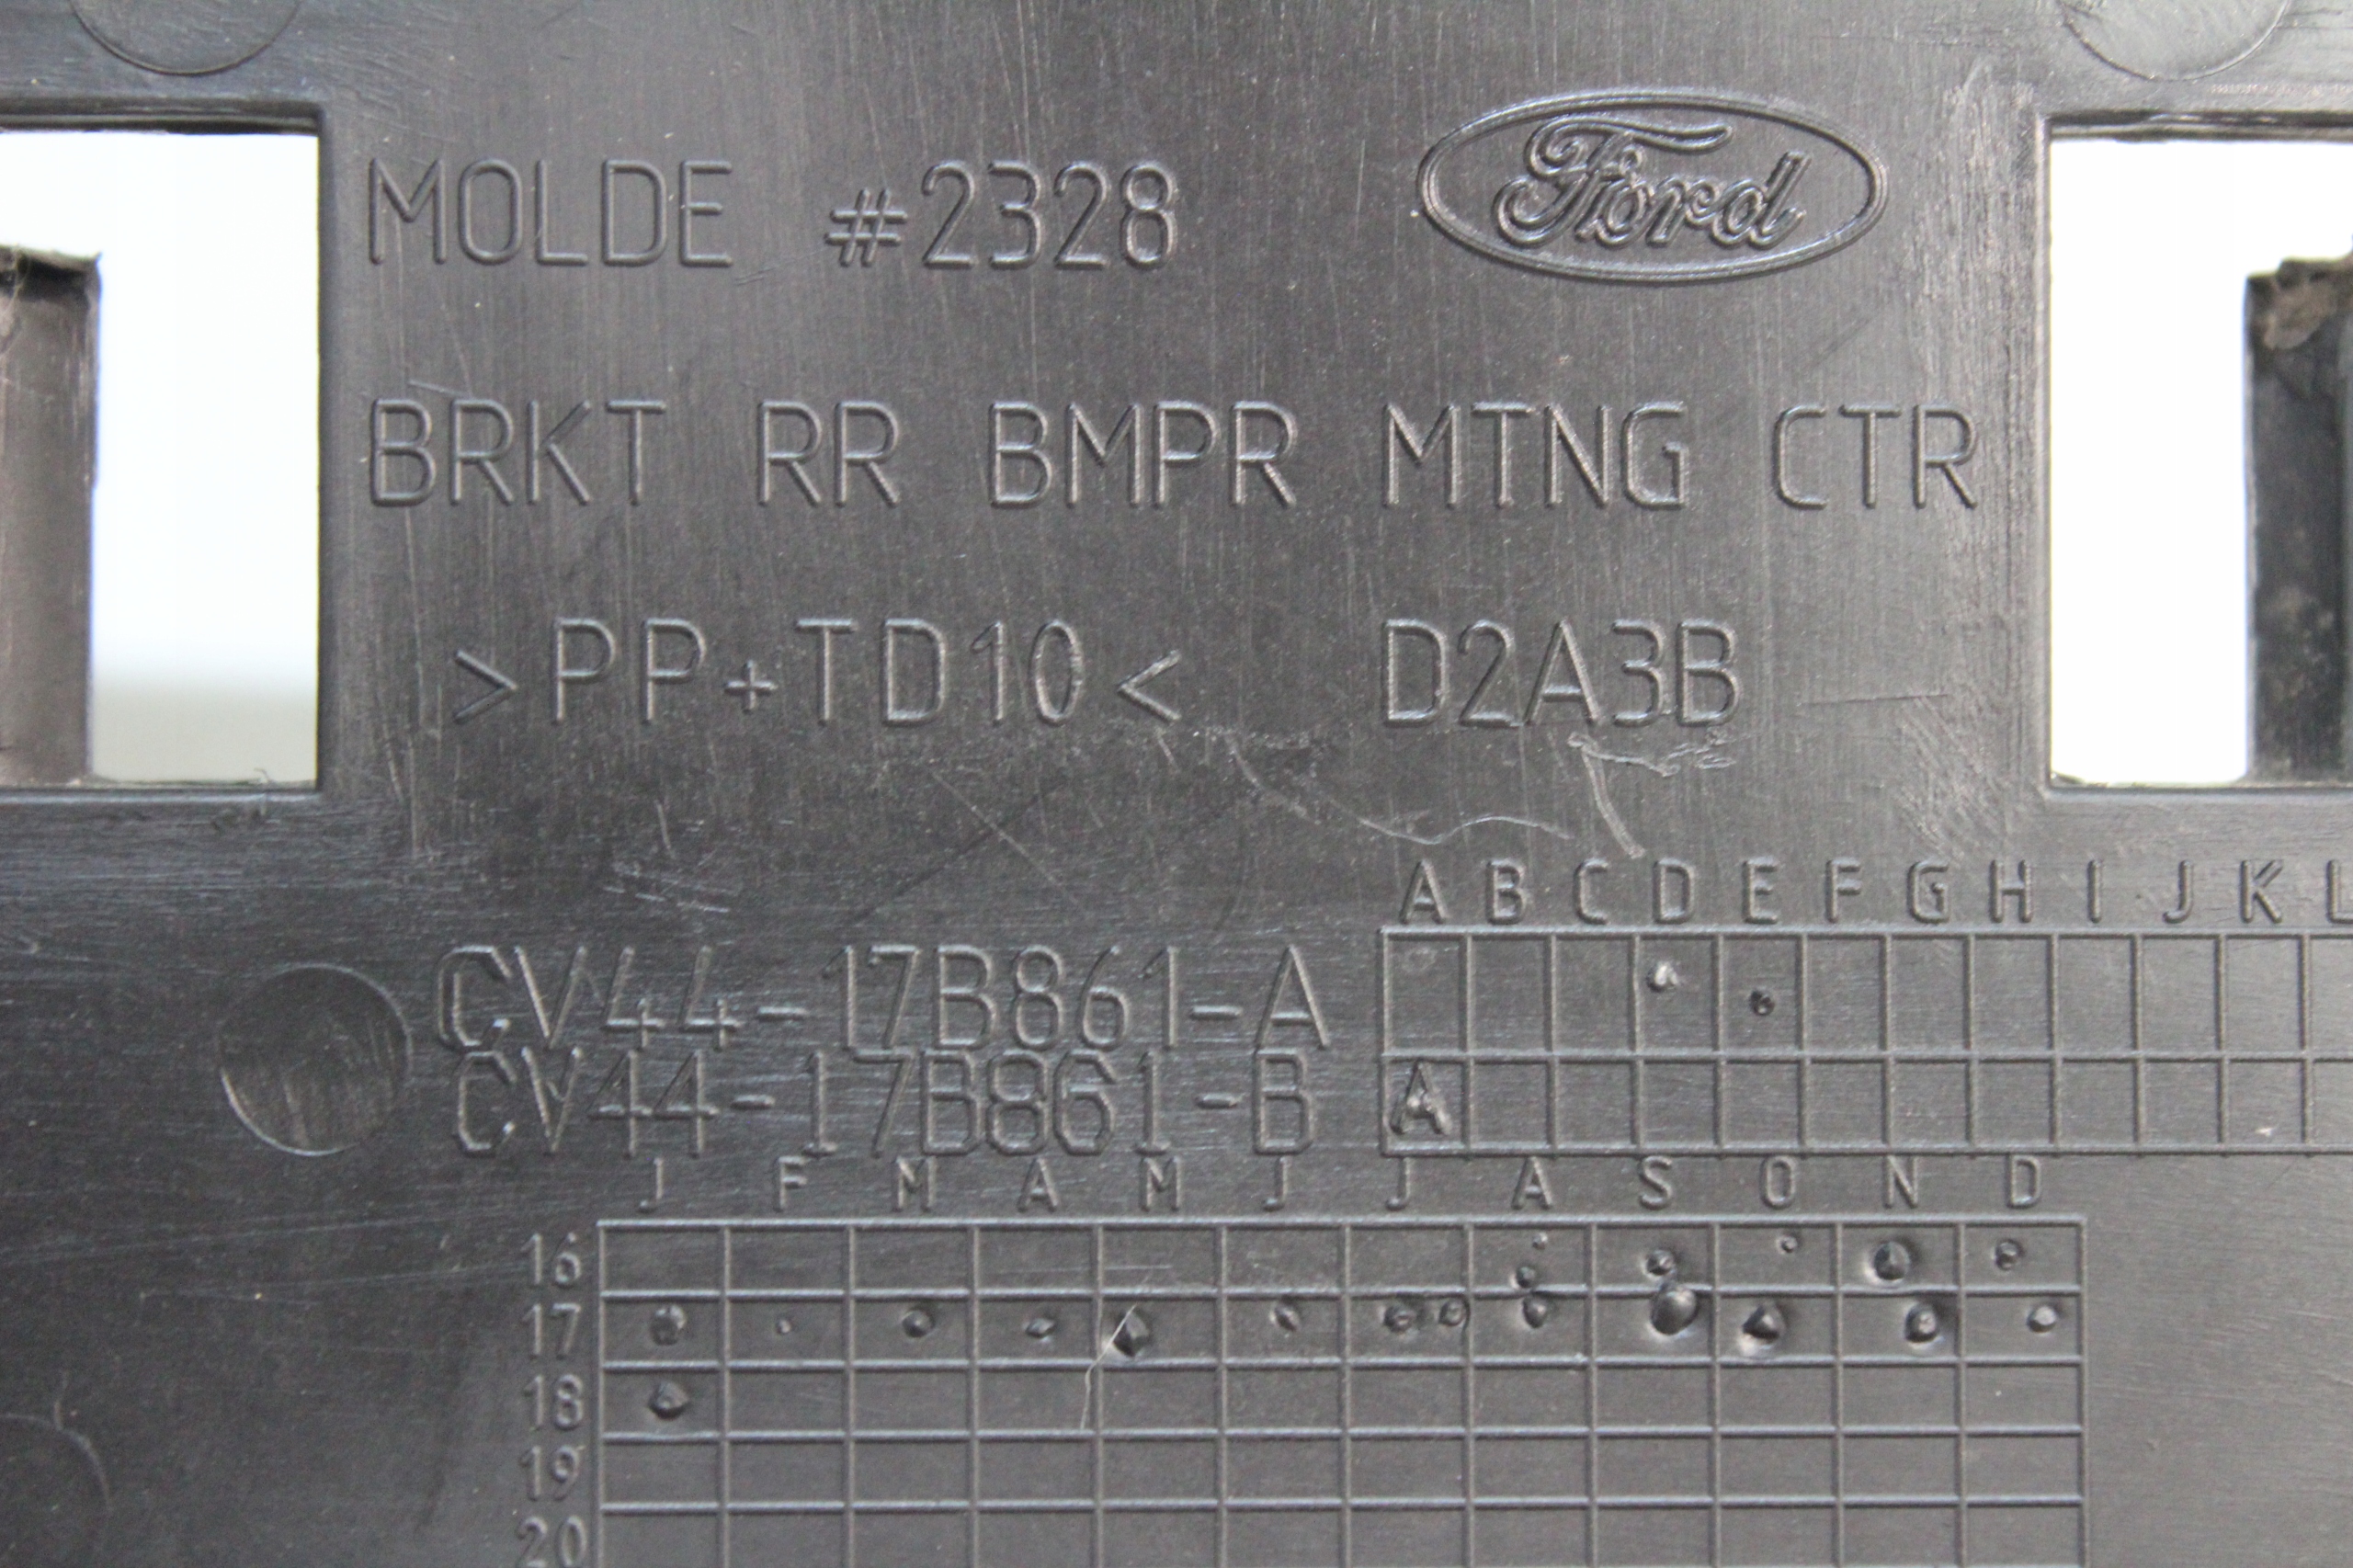 Ford
MOLDE #2328
BRKT RR BMPR MTNG CTR
>PP+TD10< D2A3B
A B C D E F G H I J K L
CV44-17B861-A
CV44-17B861-B A
J F M A M J J A S O N D
16
17
18
19
20